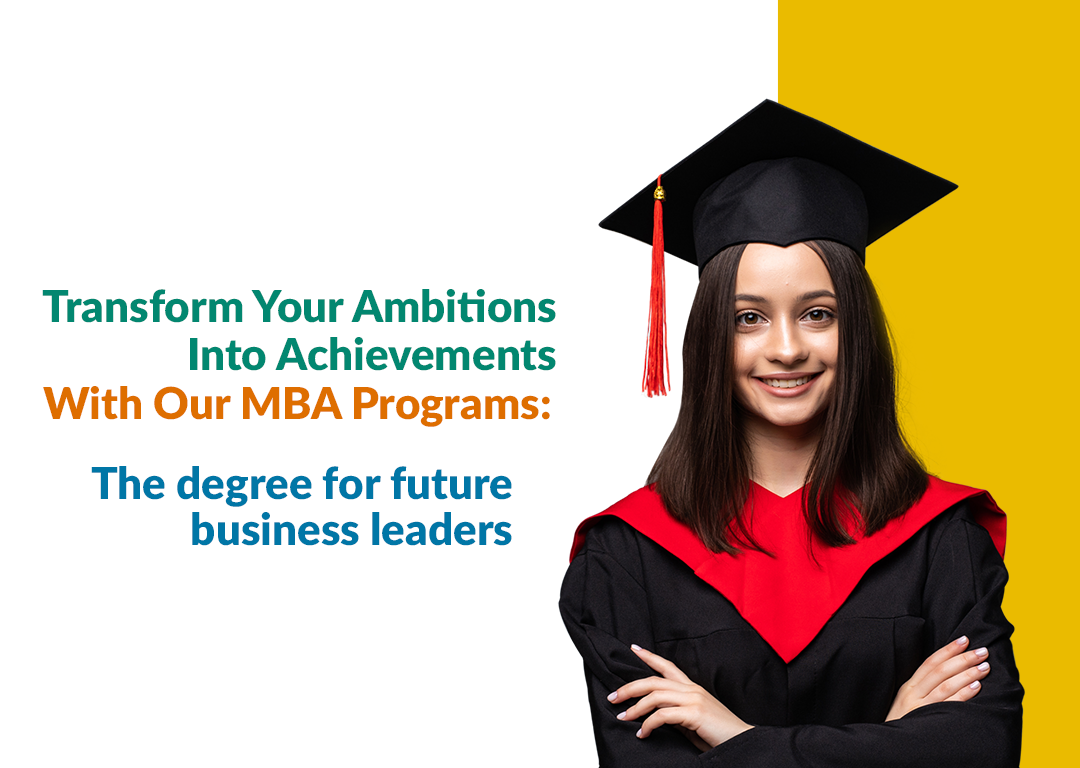 Transform Your Ambitions
Into Achievements
With Our MBA Programs:
The degree for future
business leaders